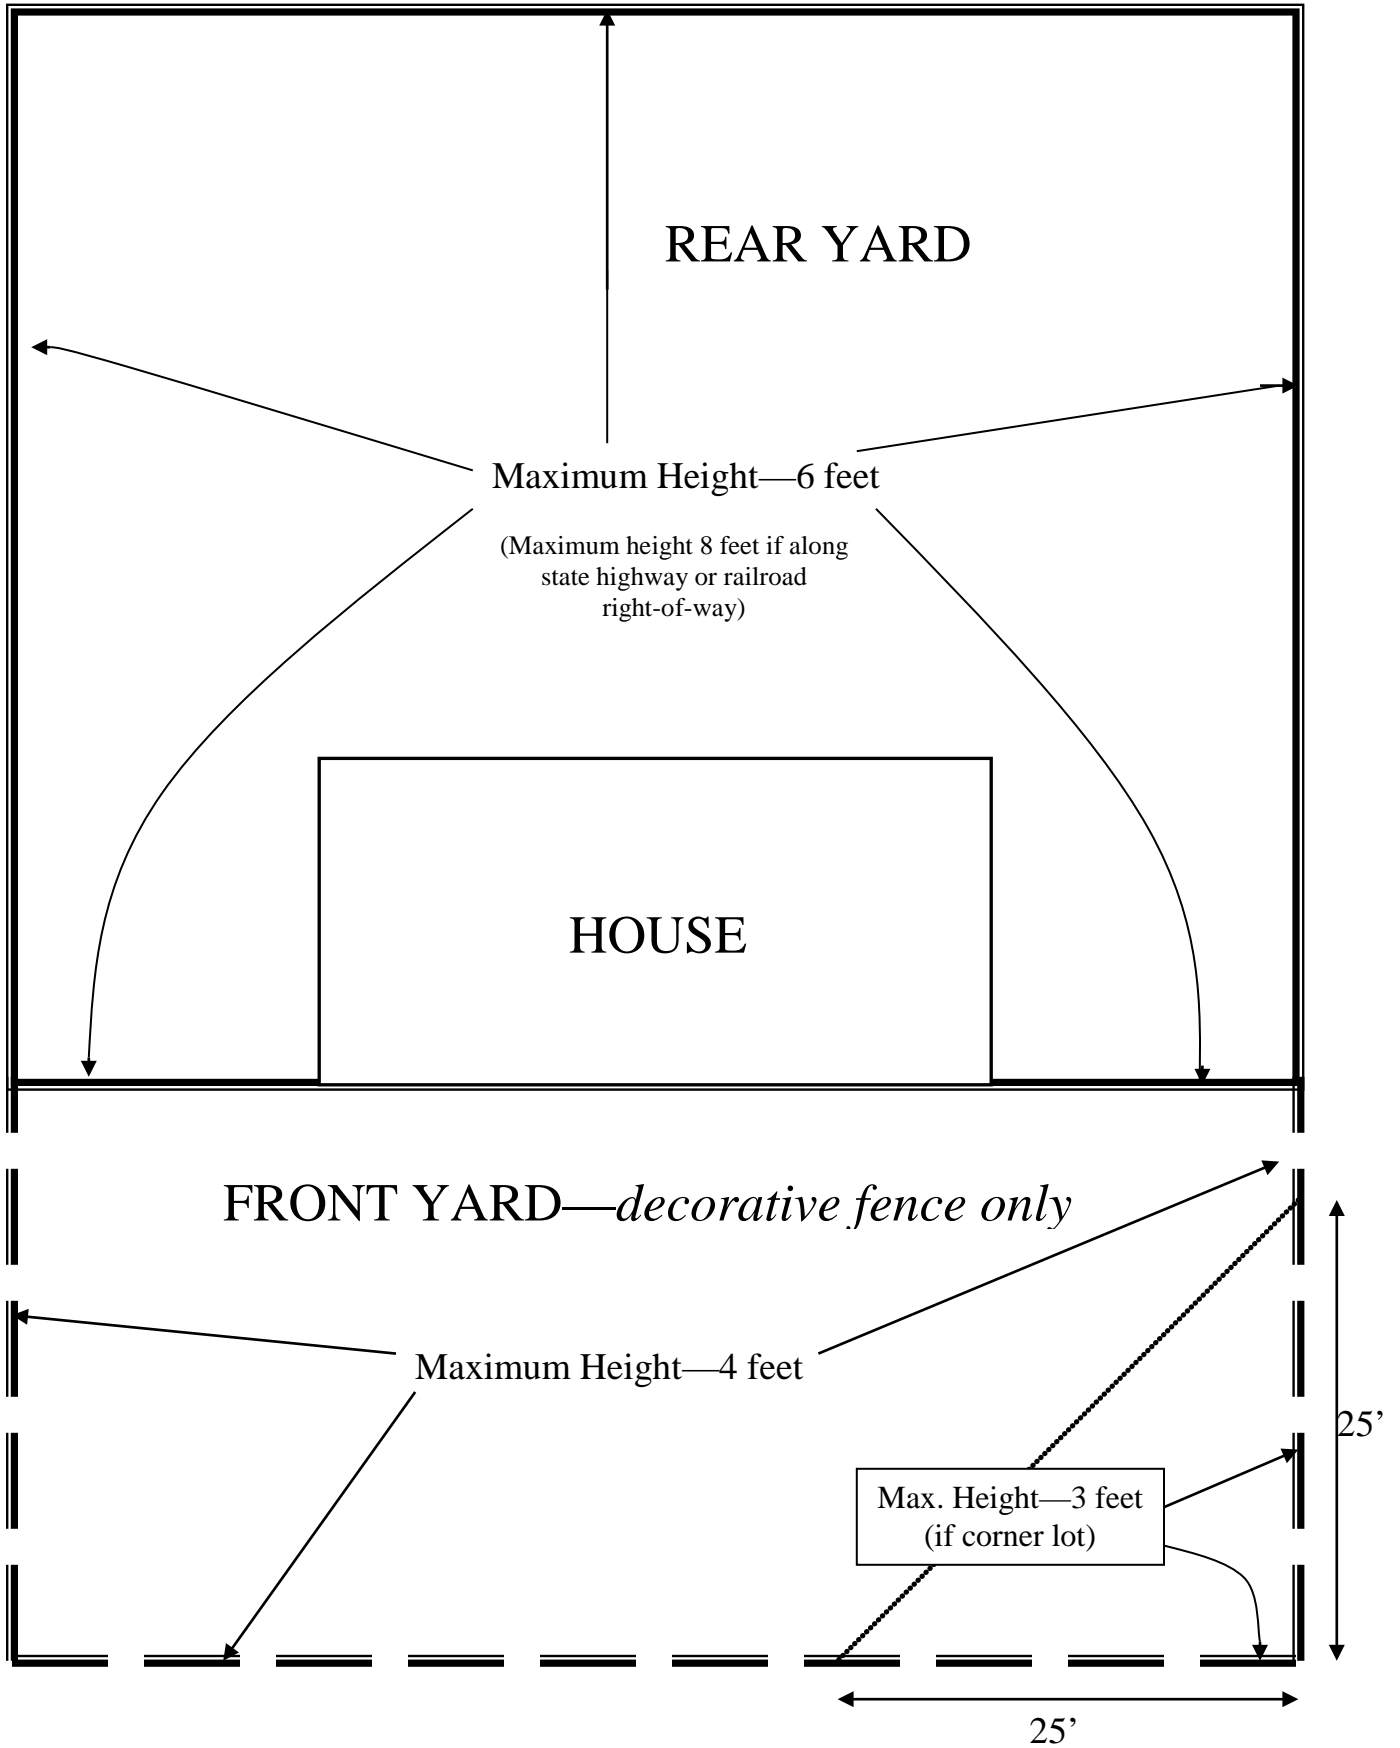 REAR YARD
Maximum Height—6 feet
(Maximum height 8 feet if along
state highway or railroad
right-of-way)
HOUSE
FRONT YARD—decorative fence only
Maximum Height—4 feet
25’
Max. Height—3 feet
(if corner lot)
25’